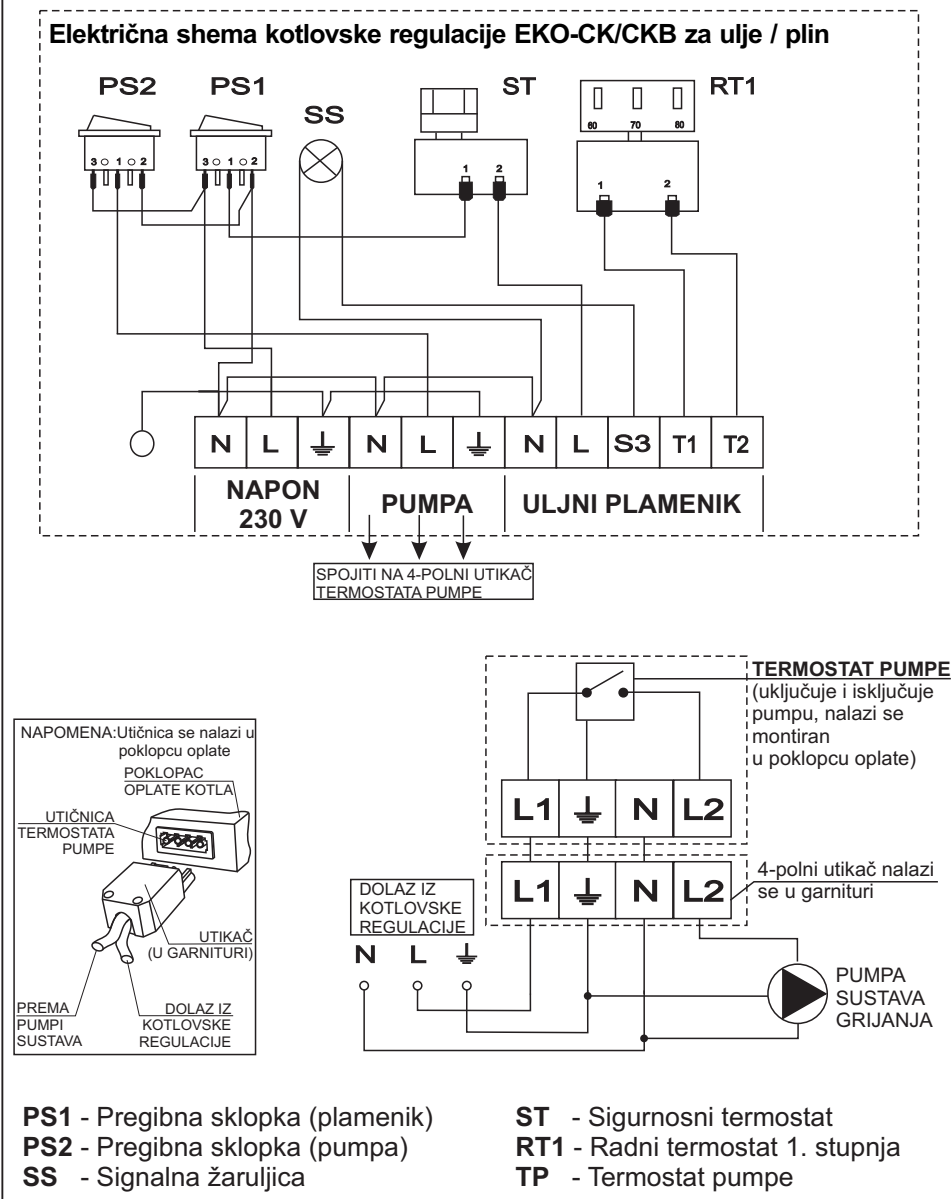 Električna shema kotlovske regulacije EKO-CK/CKB za ulje / plin
PS2
PS1
SS
ST
RT1
3 1 2
3 1 2
1 2
60 70 80
1 2
N L N L N L S3 T1 T2
NAPON
230 V
PUMPA
ULJNI PLAMENIK
SPOJITI NA 4-POLNI UTIKAČ
TERMOSTATA PUMPE
TERMOSTAT PUMPE
(uključuje i isključuje
pumpu, nalazi se
montiran
u poklopcu oplate)
L1 N L2
L1 N L2
4-polni utikač nalazi
se u garnituri
DOLAZ IZ
KOTLOVSKE
REGULACIJE
N L
PUMPA
SUSTAVA
GRIJANJA
NAPOMENA:Utičnica se nalazi u
poklopcu oplate
POKLOPAC
OPLATE KOTLA
UTIČNICA
TERMOSTATA
PUMPE
UTIKAČ
(U GARNITURI)
PREMA
PUMPI
SUSTAVA
DOLAZ IZ
KOTLOVSKE
REGULACIJE
PS1 - Pregibna sklopka (plamenik)
PS2 - Pregibna sklopka (pumpa)
SS - Signalna žaruljica
ST - Sigurnosni termostat
RT1 - Radni termostat 1. stupnja
TP - Termostat pumpe